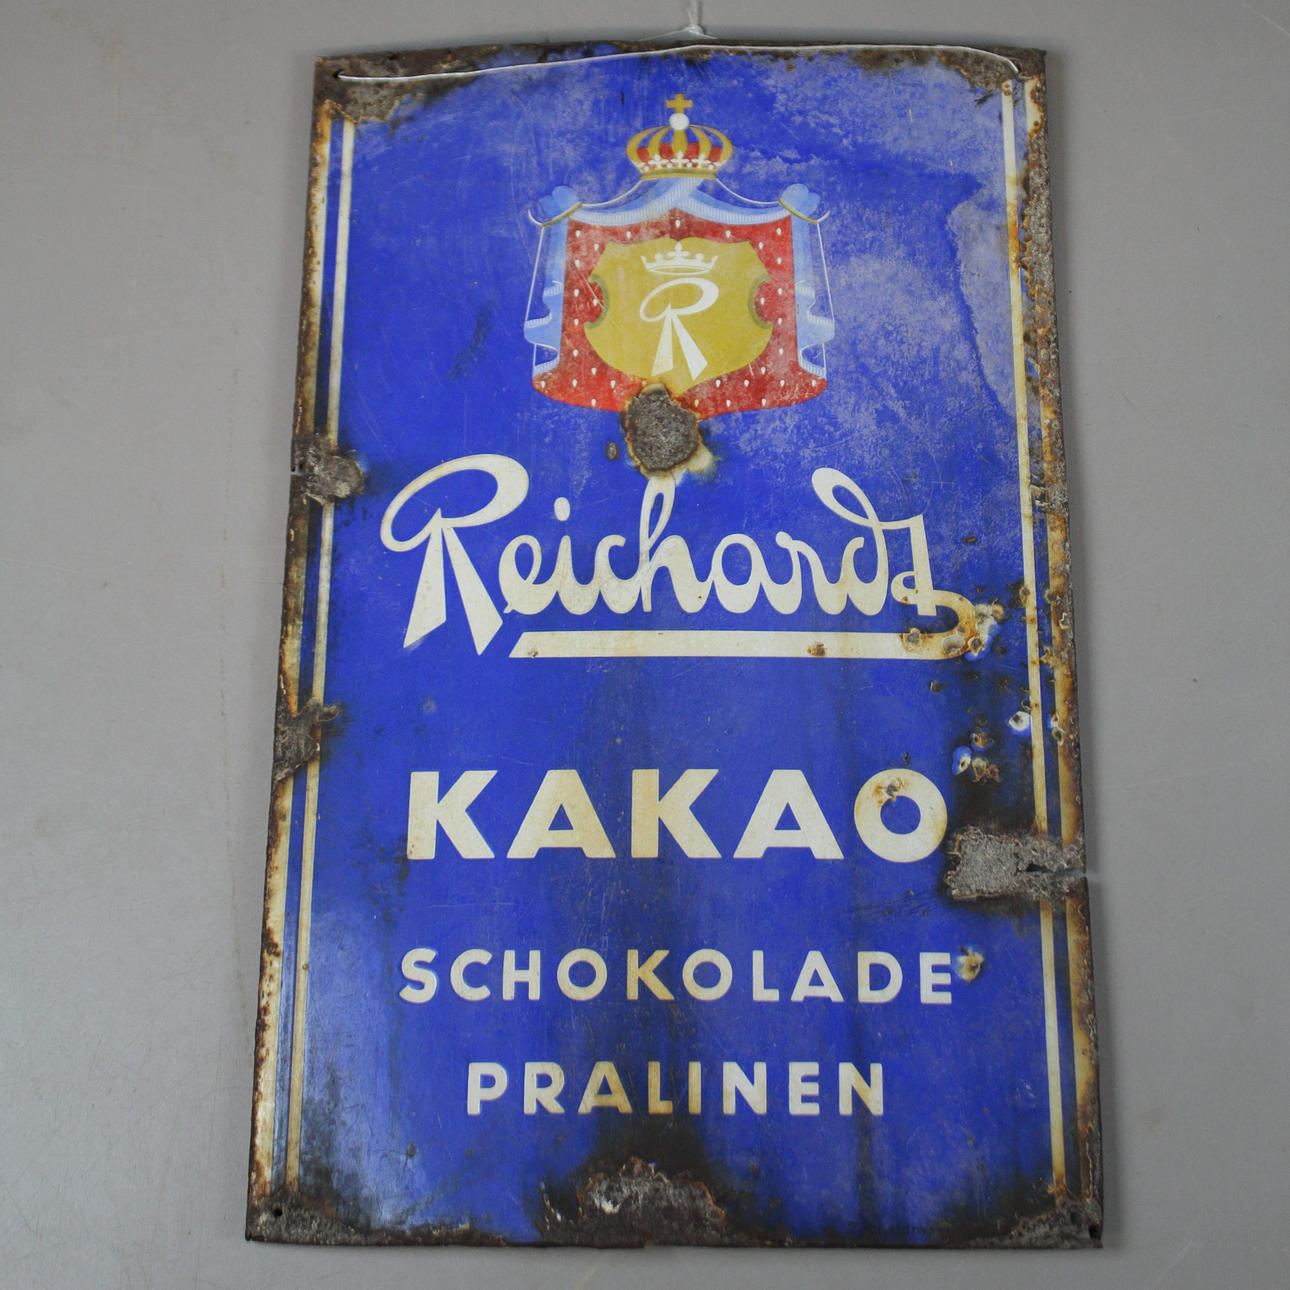 R
Reichardt
KAKAO
SCHOKOLADE
PRALINEN